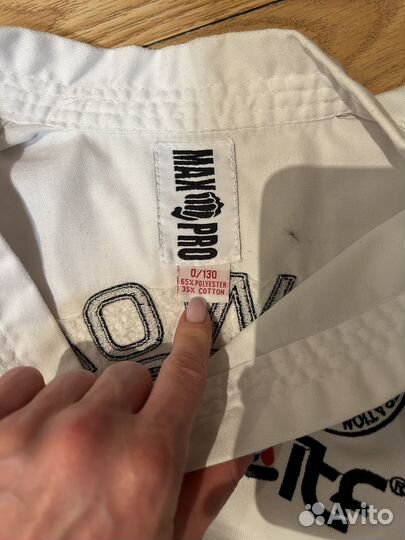 MAX PRO
0/130
65% POLYESTER
35% COTTON
itf®
Avito